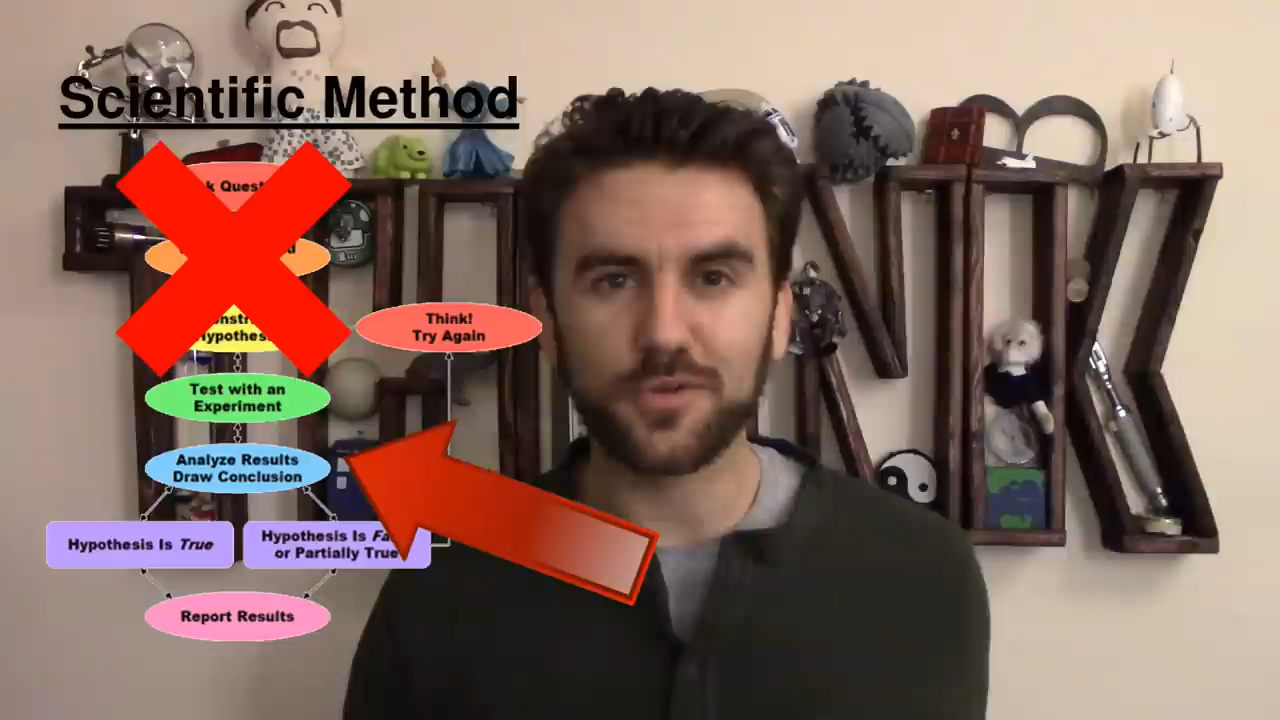 Scientific Method
Think!
Try Again
Test with an
Experiment
Analyze Results
Draw Conclusion
Hypothesis Is True
Hypothesis Is
or Partially True
Report Results